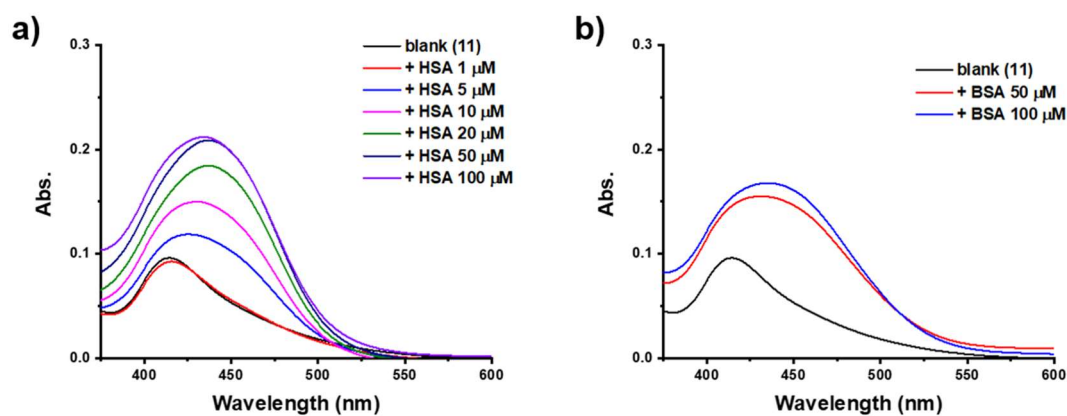 a)
Abs.
0.3
0.2
0.1
0.0
blank (11)
+ HSA 1 μM
+ HSA 5 μM
+ HSA 10 μM
+ HSA 20 μM
+ HSA 50 μM
+ HSA 100 μM
400 450 500 550 600
Wavelength (nm)
b)
Abs.
0.3
0.2
0.1
0.0
blank (11)
+ BSA 50 μM
+ BSA 100 μM
400 450 500 550 600
Wavelength (nm)